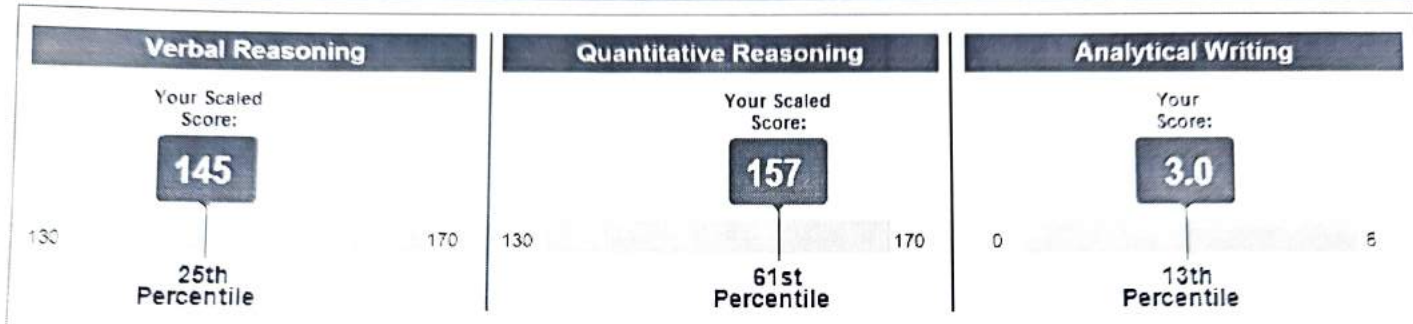 Verbal Reasoning
Your Scaled
Score:
145
130
170
25th
Percentile
Quantitative Reasoning
Your Scaled
Score:
157
130
170
61st
Percentile
Analytical Writing
Your
Score:
3.0
0
6
13th
Percentile